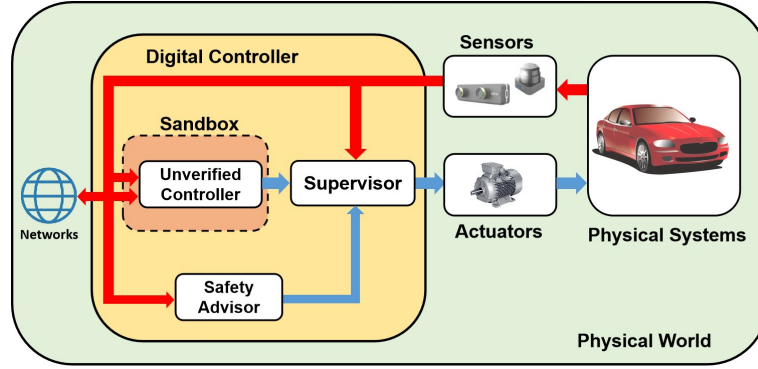 Sensors
Digital Controller
Sandbox
Unverified
Controller
Supervisor
Networks
Actuators
Physical Systems
Safety
Advisor
Physical World